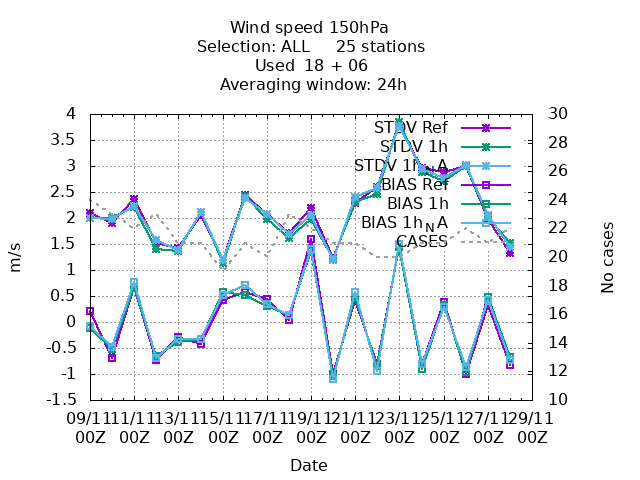 Wind speed 150hPa
Selection: ALL     25 stations
Used  18 + 06
Averaging window: 24h
4
3.5
3
2.5
2
1.5
1
0.5
0
-0.5
-1
-1.5
30
28
26
24
22
20
18
16
14
12
10
STDV Ref
STDV 1h
STDV 1h_NA
BIAS Ref
BIAS 1h
BIAS 1h_NA
CASES
m/s
No cases
09/11 11/11 13/11 15/11 17/11 19/11 21/11 23/11 25/11 27/11 29/11
00Z 00Z 00Z 00Z 00Z 00Z 00Z 00Z 00Z 00Z 00Z
Date